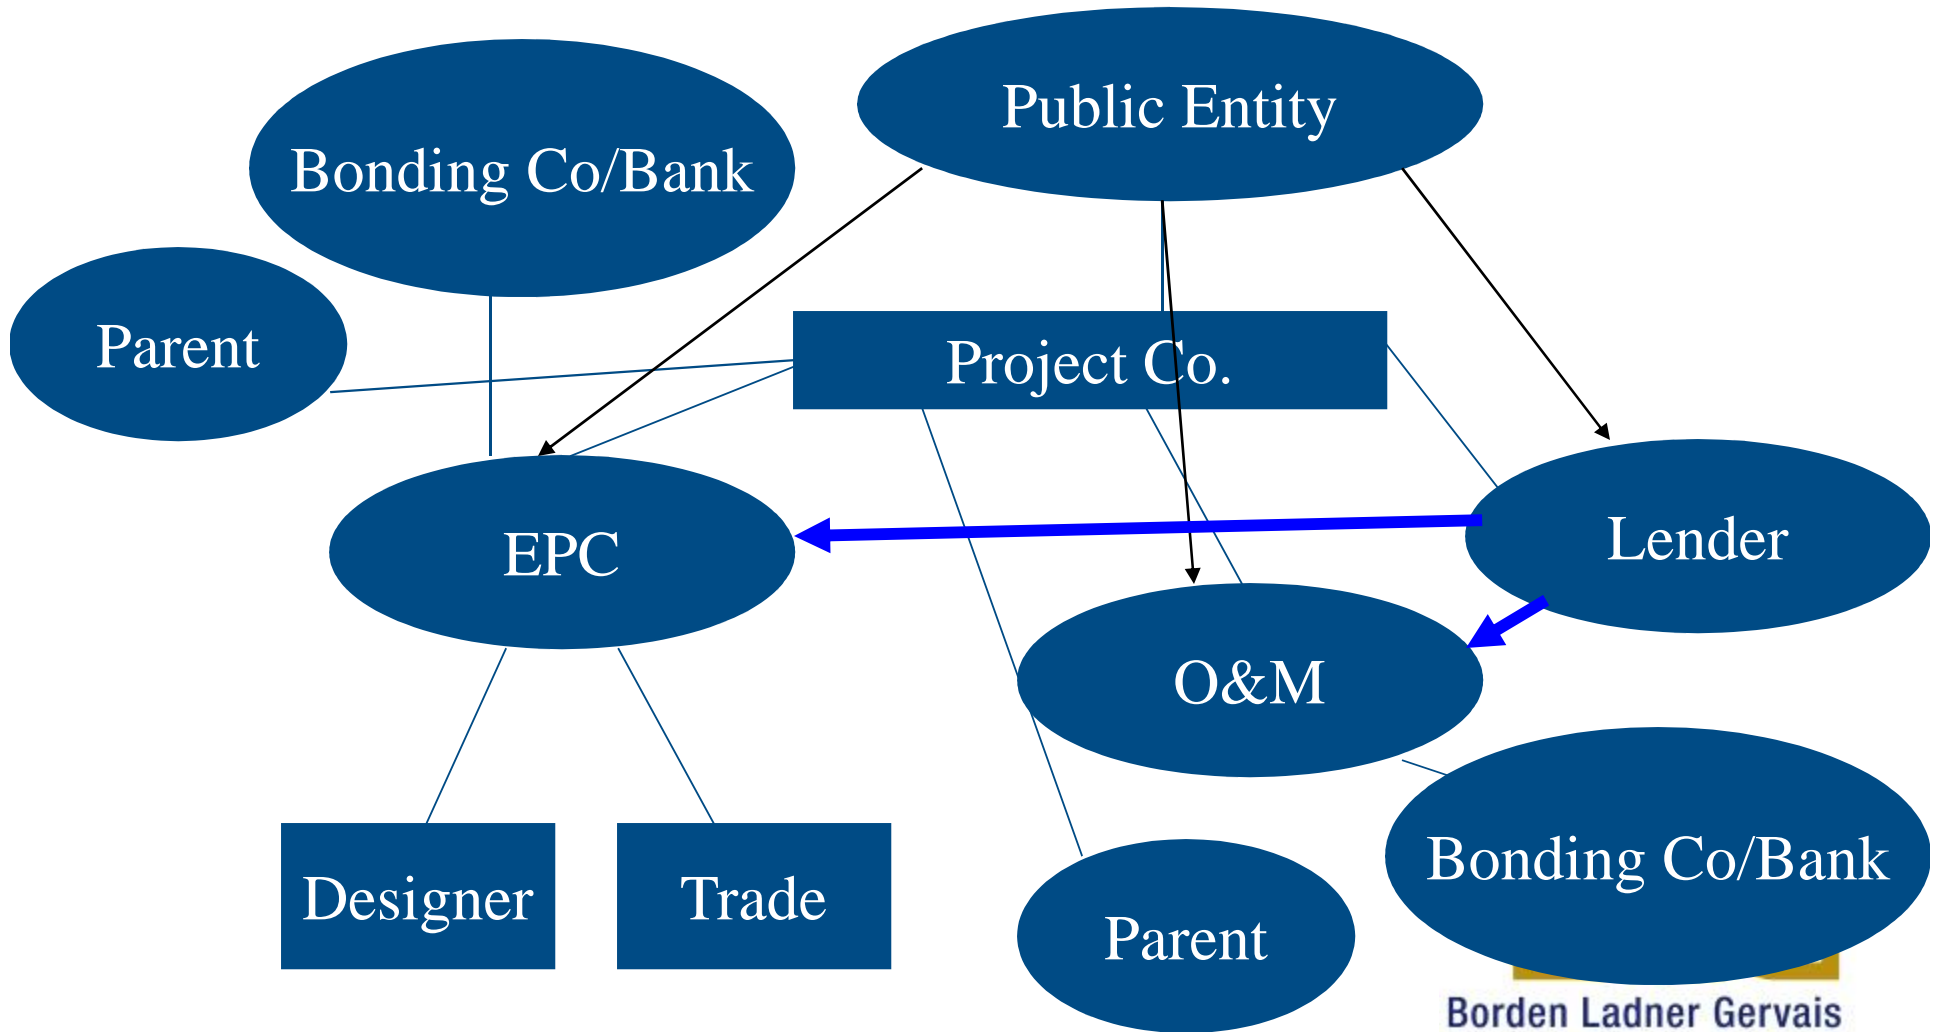 Public Entity
Bonding Co/Bank
Parent
Project Co.
EPC
Lender
O&M
Bonding Co/Bank
Designer
Trade
Parent
Borden Ladner Gervais